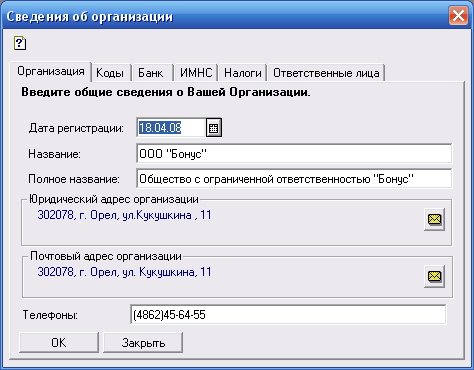 Сведения об организации
Организация Коды Банк ИМНС Налоги Ответственные лица
Введите общие сведения о Вашей Организации.
Дата регистрации: 18.04.08
Название: ООО "Бонус"
Полное название: Общество с ограниченной ответственностью "Бонус"
Юридический адрес организации
302078, г. Орел, ул.Кукушкина , 11
Почтовый адрес организации
302078, г. Орел, ул. Кукушкина, 11
Телефоны: (4862)45-64-55
OK Закрыть